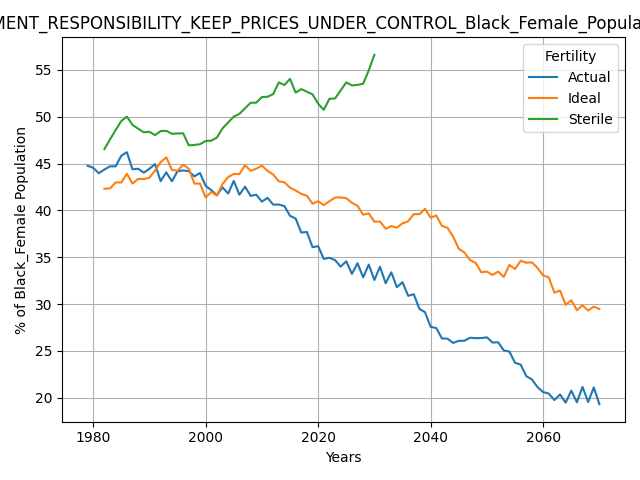 MENT_RESPONSIBILITY_KEEP_PRICES_UNDER_CONTROL_Black_Female_Popula
Fertility
Actual
Ideal
Sterile
% of Black_Female Population
55
50
45
40
35
30
25
20
1980
2000
2020
2040
2060
Years